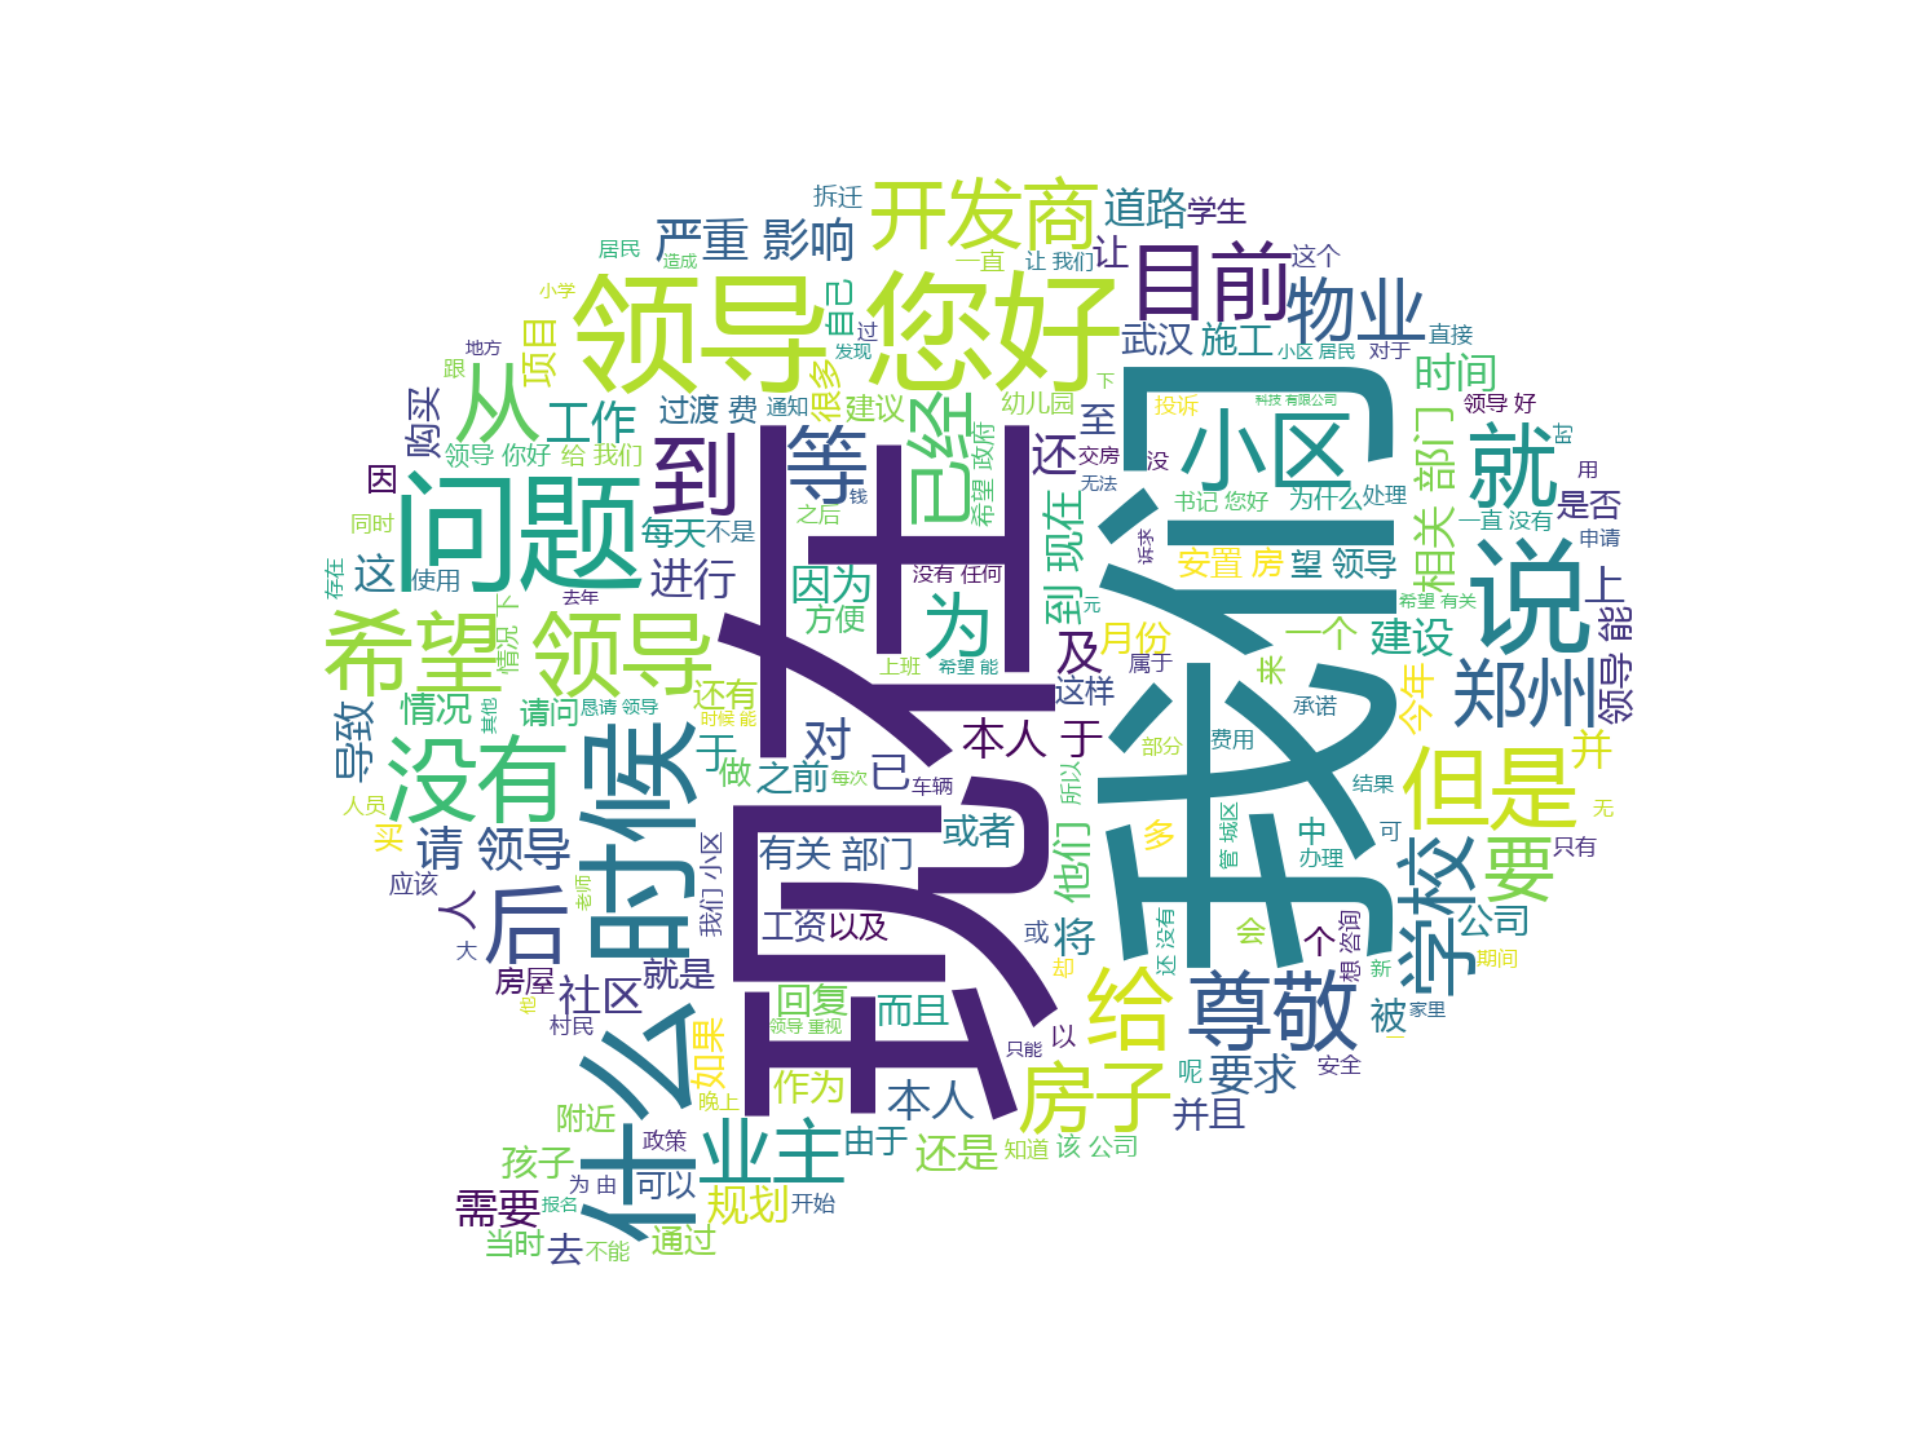 拆迁
开发商
道路
学生
严重 影响
居民
造成
一直
让 我们
让
目前
这个
小学
领导 您好
自己
物业
项目
过
发现
武汉
施工
小区 居民
对于
直接
地方
跟
从
工作
过渡 费
通知
很多
建议
已经
幼儿园
下
至
投诉
科技 有限公司
时间
领导 好
购买
领导 你好
给 我们
到
等
希望 政府
还
交房
没
小区
相关 部门
就
时
用
因
问题
钱
无法
书记 您好
为什么
处理
一直 没有
是否
同时
每天
不是
之后
现在
到 现在
我们
诉求
申请
这
使用
进行
因为
没有 任何
安置 房
望 领导
说
上
存在
去年
方便
为
元
希望 有关
希望 领导
情况 下
上班
希望 能
及
月份
属于
一个
建设
领导 能
还有
这样
来
今年
郑州
情况
其他
请问
恳请 领导
时候 能
承诺
导致
没有
时候
于
对
本人 于
部分
费用
但是
并
做
之前
每次
已
车辆
所以
结果
人员
买
请 领导
我们 小区
有关 部门
或者
他们
多
管 城区
中
办理
可
学校
要
无
只有
应该
人
后
老师
工资
以及
或
将
还 没有
会
个
想 咨询
公司
大
房屋
社区
就是
却
新
期间
他
村民
什么
如果
回复
领导 重视
而且
只能
以
给
尊敬
被
家里
一
晚上
作为
本人
房子
呢
要求
安全
附近
政策
业主
由于
还是
知道
该 公司
并且
孩子
为 由
可以
需要
报名
规划
开始
当时
去
不能
通过